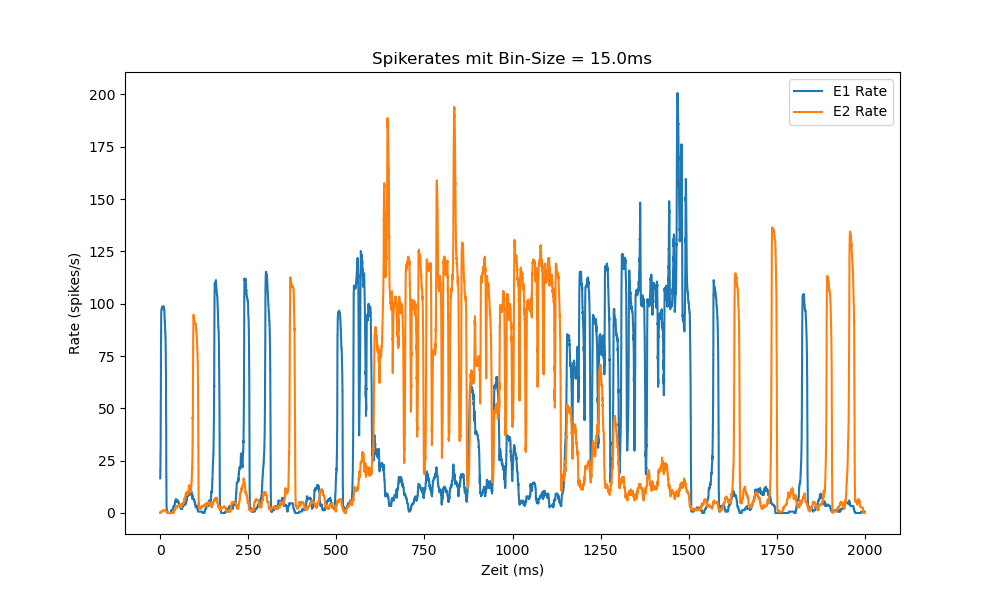 Spikerates mit Bin-Size = 15.0ms
E1 Rate
E2 Rate
200
175
150
125
100
75
50
25
0
Rate (spikes/s)
0 250 500 750 1000 1250 1500 1750 2000
Zeit (ms)